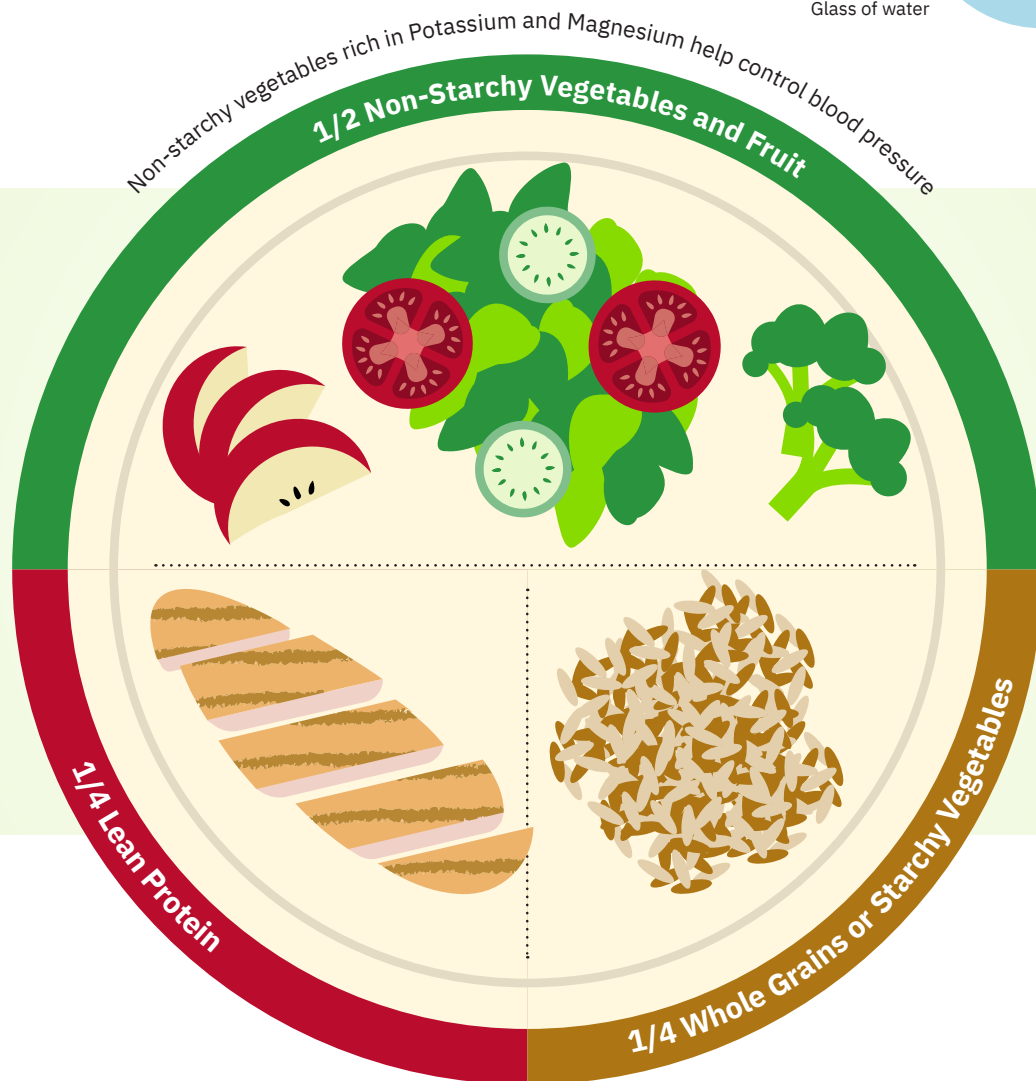 Glass of water
Non-starchy vegetables rich in Potassium and Magnesium help control blood pressure
1/2 Non-Starchy Vegetables and Fruit
1/4 Lean Protein
1/4 Whole Grains or Starchy Vegetables